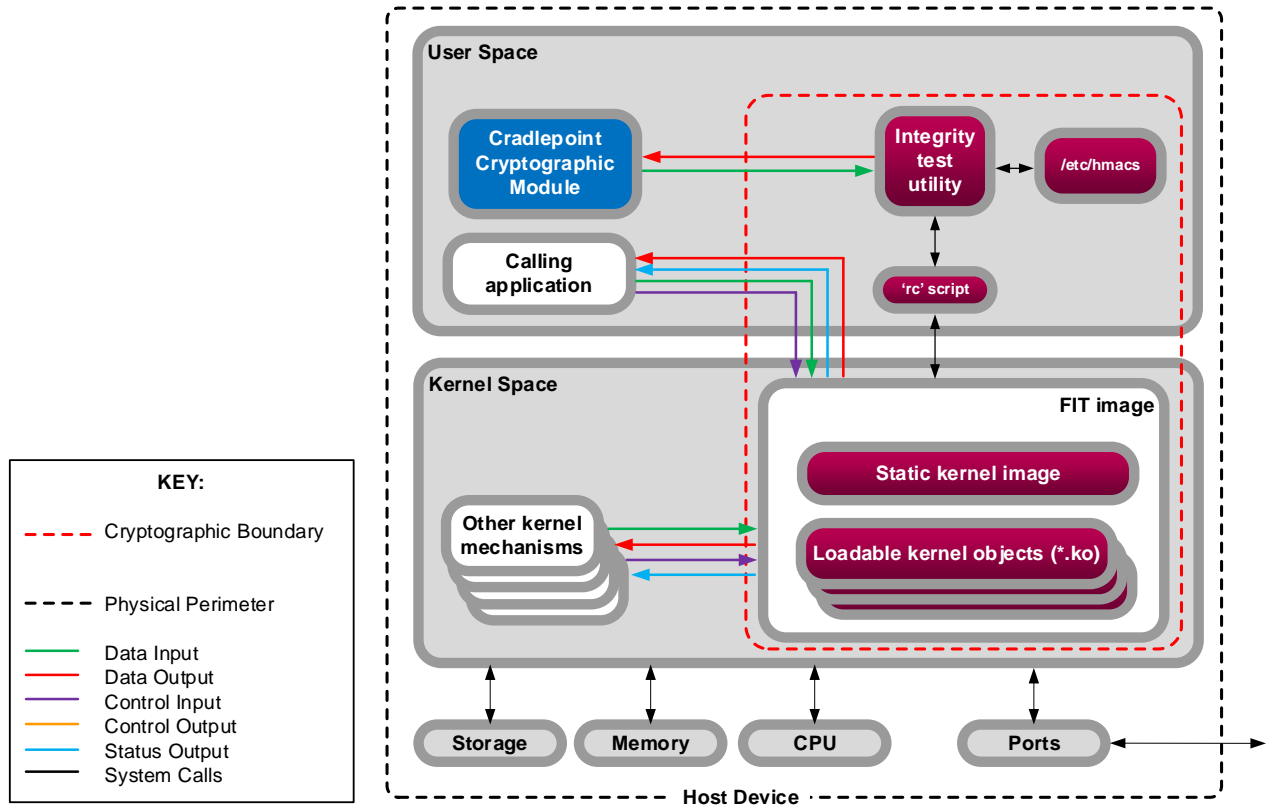 User Space
Cradlepoint
Cryptographic
Module
Integrity
test
utility
/etc/hmacs
Calling
application
‘rc’ script
Kernel Space
FIT image
Static kernel image
Other kernel
mechanisms
Loadable kernel objects (*.ko)
Storage
Memory
CPU
Ports
Host Device
KEY:
Cryptographic Boundary
Physical Perimeter
Data Input
Data Output
Control Input
Control Output
Status Output
System Calls